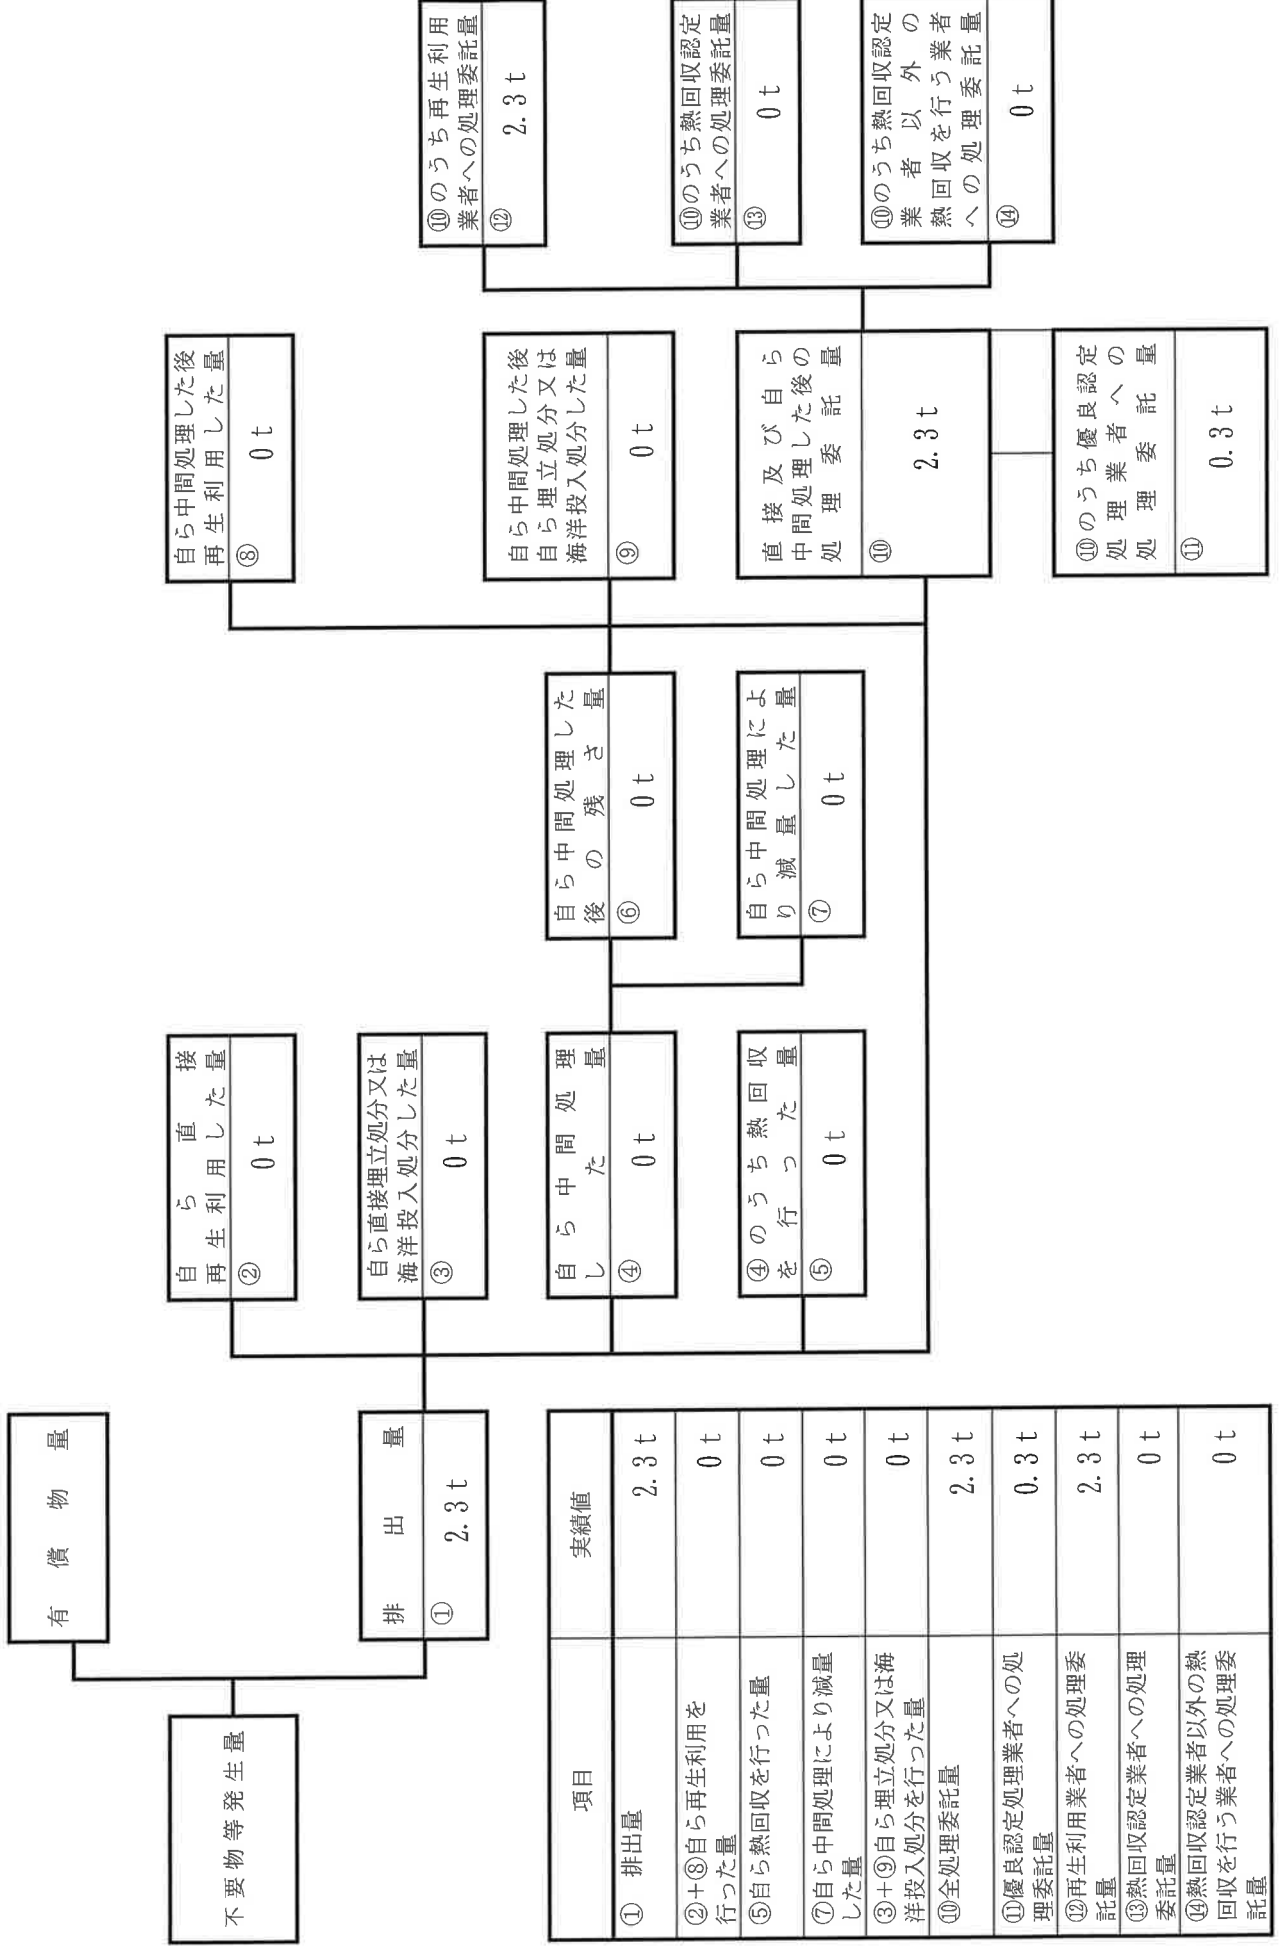 不要物等発生量
有償物量
排出量
① 2.3t
自ら直接
再生利用した量
② 0t
自ら直接埋立処分又は
海洋投入処分した量
③ 0t
自ら中間処理
した量
④ 0t
④のうち熱回収
を行った量
⑤ 0t
自ら中間処理した
後の残さ量
⑥ 0t
自ら中間処理によ
り減量した量
⑦ 0t
自ら中間処理した後
再生利用した量
⑧ 0t
自ら中間処理した後
自ら埋立処分又は
海洋投入処分した量
⑨ 0t
直接及び自ら
中間処理した後の
処理委託量
⑩ 2.3t
⑩のうち優良認定
処理業者への
処理委託量
⑪ 0.3t
⑩のうち再生利用
業者への処理委託量
⑫ 2.3t
⑩のうち熱回収認定
業者への処理委託量
⑬ 0t
⑩のうち熱回収認定
業者以外の
熱回収を行う業者
への処理委託量
⑭ 0t
項目 実績値
① 排出量 2.3t
②+⑧自ら再生利用を
行った量 0t
⑤自ら熱回収を行った量 0t
⑦自ら中間処理により減量
した量 0t
③+⑨自ら埋立処分又は海
洋投入処分を行った量 0t
⑩全処理委託量 2.3t
⑪優良認定処理業者への処
理委託量 0.3t
⑫再生利用業者への処理委
託量 2.3t
⑬熱回収認定業者への処理
委託量 0t
⑭熱回収認定業者以外の熱
回収を行う業者への処理委
託量 0t